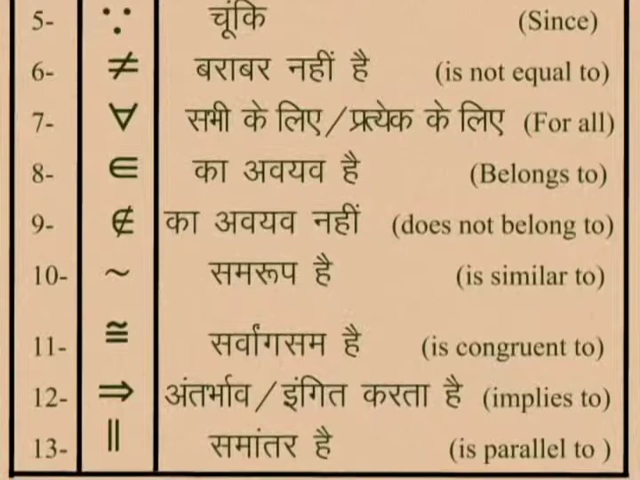 5- ∵ चूंकि (Since)
6- ≠ बराबर नहीं है (is not equal to)
7- ∀ सभी के लिए/प्रत्येक के लिए (For all)
8- ∈ का अवयव है (Belongs to)
9- ∉ का अवयव नहीं (does not belong to)
10- ~ समरूप है (is similar to)
11- ≅ सर्वांगसम है (is congruent to)
12- ⇒ अंतर्भाव/इंगित करता है (implies to)
13- || समांतर है (is parallel to )